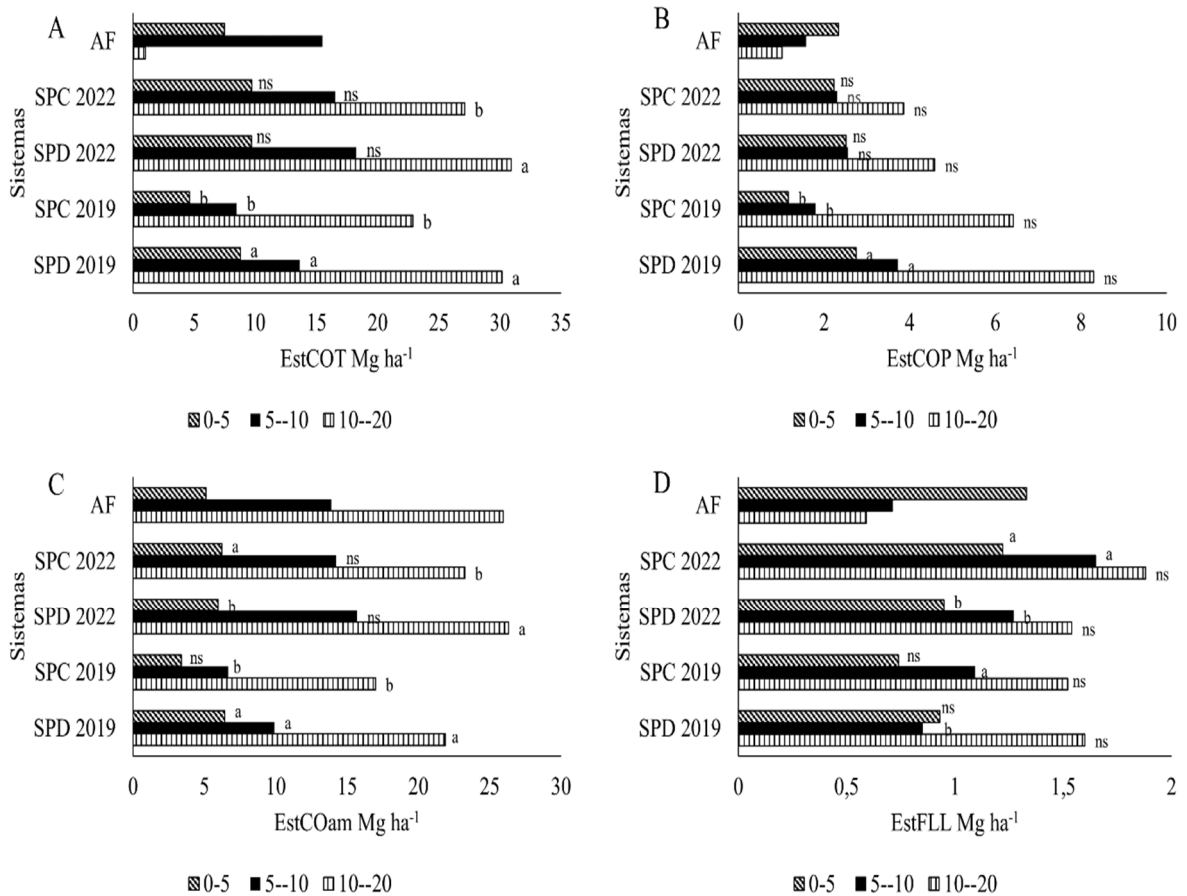 A
AF
SPC 2022
ns
ns
b
SPD 2022
ns
ns
a
SPC 2019
b
b
b
SPD 2019
a
a
a
Sistemas
0 5 10 15 20 25 30 35
EstCOT Mg ha⁻¹
0-5 5--10 10--20
B
AF
SPC 2022
ns
ns
ns
SPD 2022
ns
ns
ns
SPC 2019
b
b
ns
SPD 2019
a
a
ns
Sistemas
0 2 4 6 8 10
EstCOP Mg ha⁻¹
0-5 5--10 10--20
C
AF
SPC 2022
a
ns
b
SPD 2022
b
ns
a
SPC 2019
ns
b
b
SPD 2019
a
a
a
Sistemas
0 5 10 15 20 25 30
EstCOam Mg ha⁻¹
0-5 5--10 10--20
D
AF
SPC 2022
a
a
ns
SPD 2022
b
b
ns
SPC 2019
ns
a
ns
SPD 2019
ns
b
ns
Sistemas
0 0,5 1 1,5 2
EstFLL Mg ha⁻¹
0-5 5--10 10--20